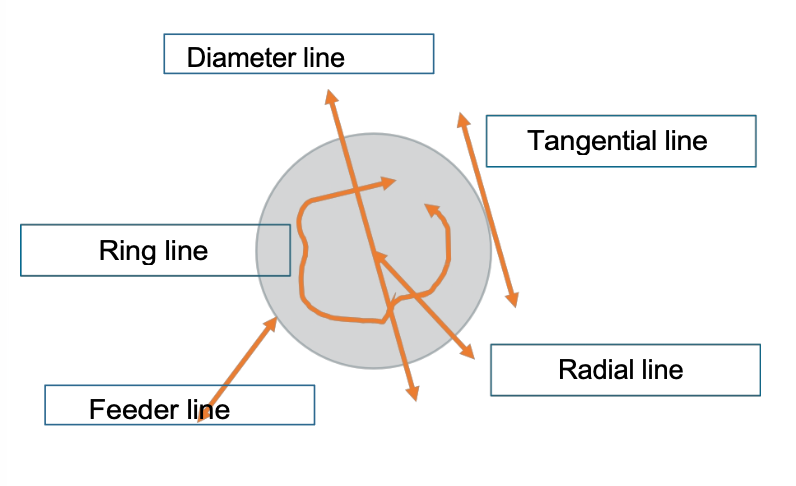 Diameter line
Tangential line
Ring line
Radial line
Feeder line